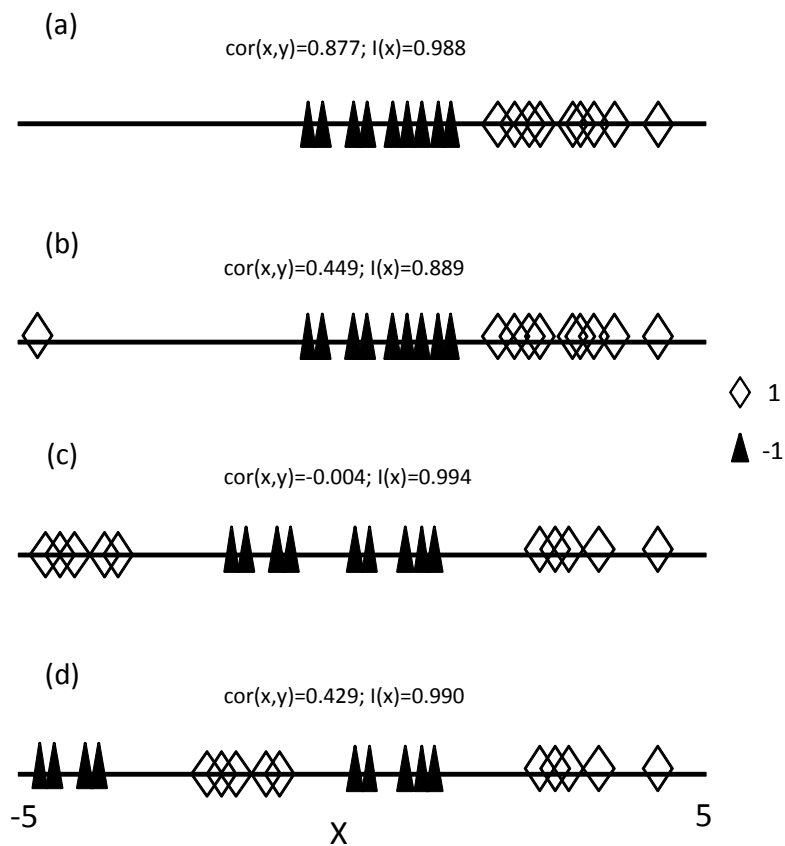 (a)
cor(x,y)=0.877; I(x)=0.988
(b)
cor(x,y)=0.449; I(x)=0.889
1
-1
(c)
cor(x,y)=-0.004; I(x)=0.994
(d)
cor(x,y)=0.429; I(x)=0.990
-5
X
5